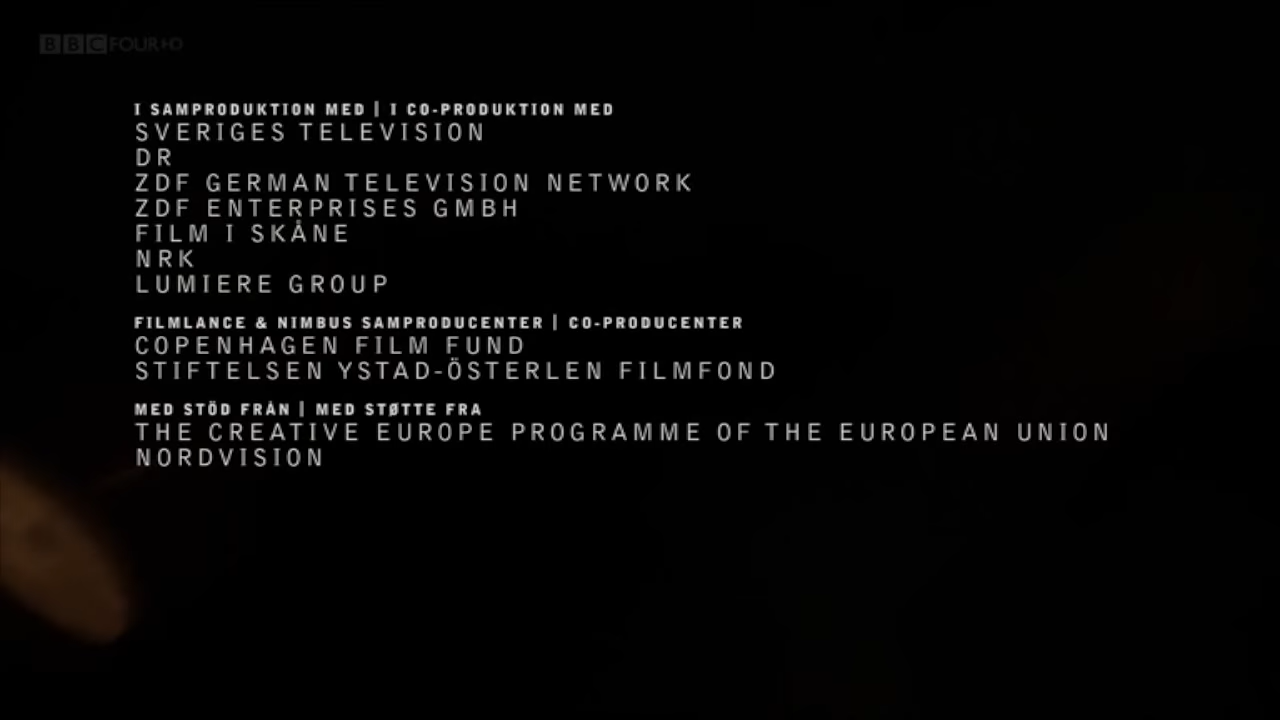 BBC FOUR HD
I SAMPRODUKTION MED | I CO-PRODUKTION MED
SVERIGES TELEVISION
DR
ZDF GERMAN TELEVISION NETWORK
ZDF ENTERPRISES GMBH
FILM I SKÅNE
NRK
LUMIERE GROUP
FILMLANCE & NIMBUS SAMPRODUCENTER | CO-PRODUCENTER
COPENHAGEN FILM FUND
STIFTELSEN YSTAD-ÖSTERLEN FILMFOND
MED STÖD FRÅN | MED STØTTE FRA
THE CREATIVE EUROPE PROGRAMME OF THE EUROPEAN UNION
NORDVISION